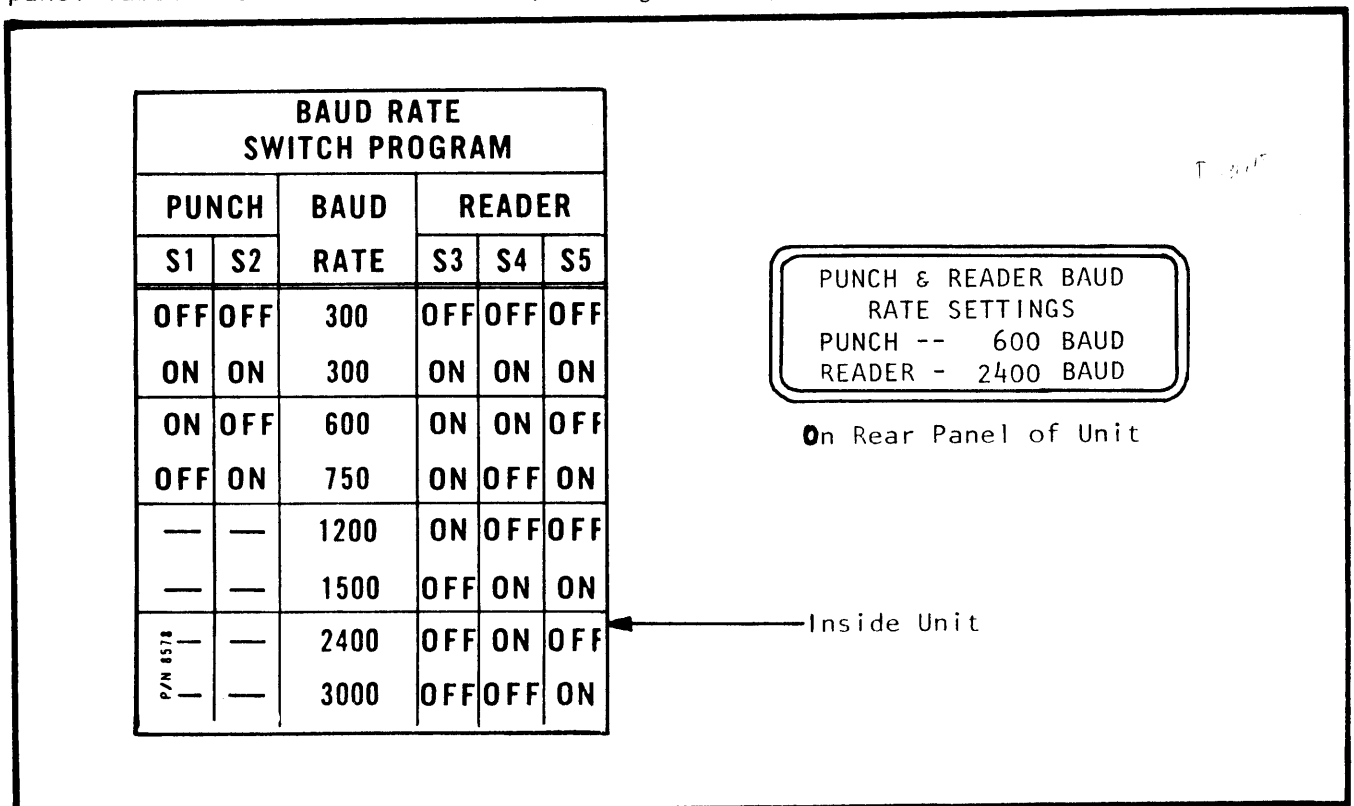 BAUD RATE
SWITCH PROGRAM
PUNCH BAUD READER
S1 S2 RATE S3 S4 S5
OFF OFF 300 OFF OFF OFF
ON ON 300 ON ON ON
ON OFF 600 ON ON OFF
OFF ON 750 ON OFF ON
— — 1200 ON OFF OFF
— — 1500 OFF ON ON
— — 2400 OFF ON OFF
— — 3000 OFF OFF ON
P/N 8578
PUNCH & READER BAUD
RATE SETTINGS
PUNCH -- 600 BAUD
READER - 2400 BAUD
On Rear Panel of Unit
Inside Unit